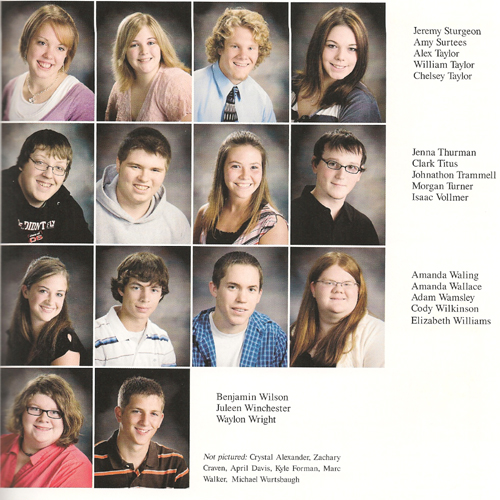 Jeremy Sturgeon
Amy Surtees
Alex Taylor
William Taylor
Chelsey Taylor
Jenna Thurman
Clark Titus
Johnathon Trammell
Morgan Turner
Isaac Vollmer
Amanda Waling
Amanda Wallace
Adam Wamsley
Cody Wilkinson
Elizabeth Williams
Benjamin Wilson
Juleen Winchester
Waylon Wright
Not pictured: Crystal Alexander, Zachary
Craven, April Davis, Kyle Forman, Marc
Walker, Michael Wurtsbaugh